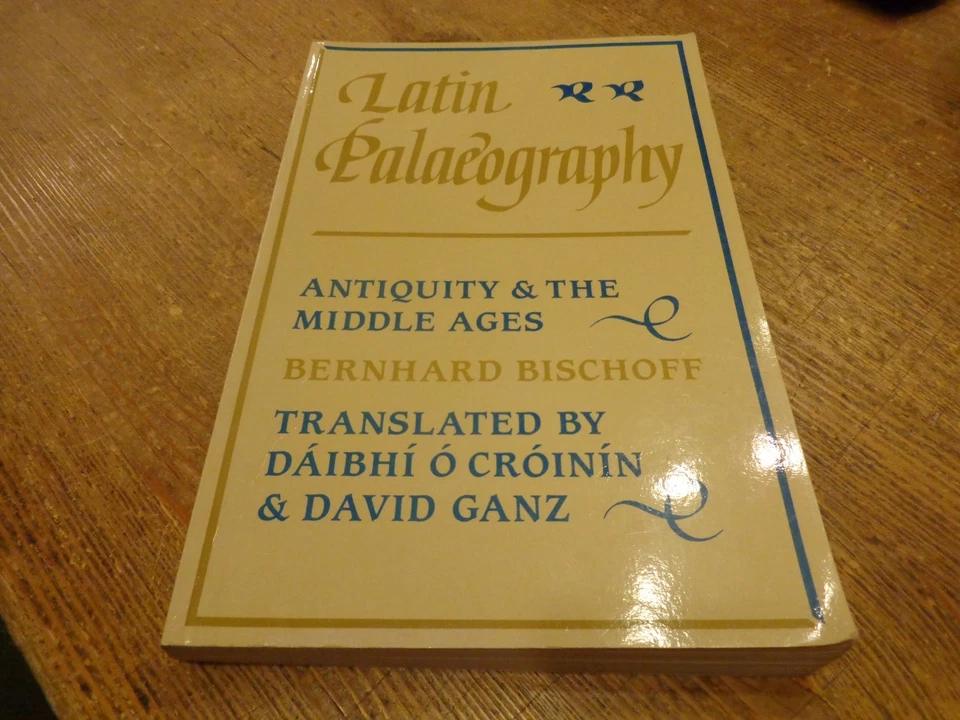 Latin
Palaeography
ANTIQUITY & THE
MIDDLE AGES
BERNHARD BISCHOFF
TRANSLATED BY
DÁIBHÍ Ó CRÓINÍN
& DAVID GANZ